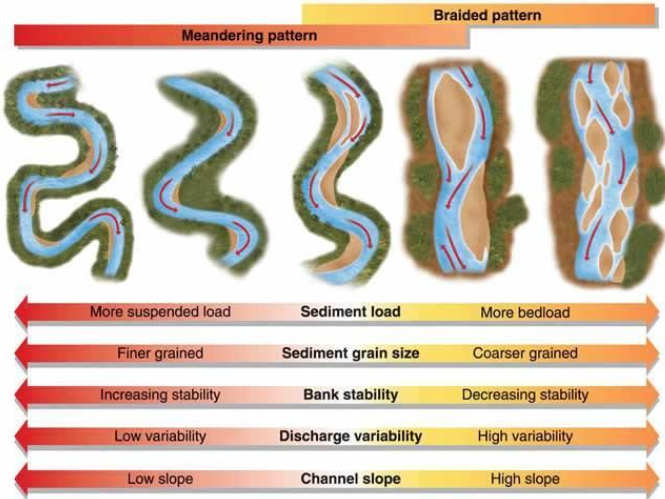 Braided pattern
Meandering pattern
More suspended load Sediment load More bedload
Finer grained Sediment grain size Coarser grained
Increasing stability Bank stability Decreasing stability
Low variability Discharge variability High variability
Low slope Channel slope High slope